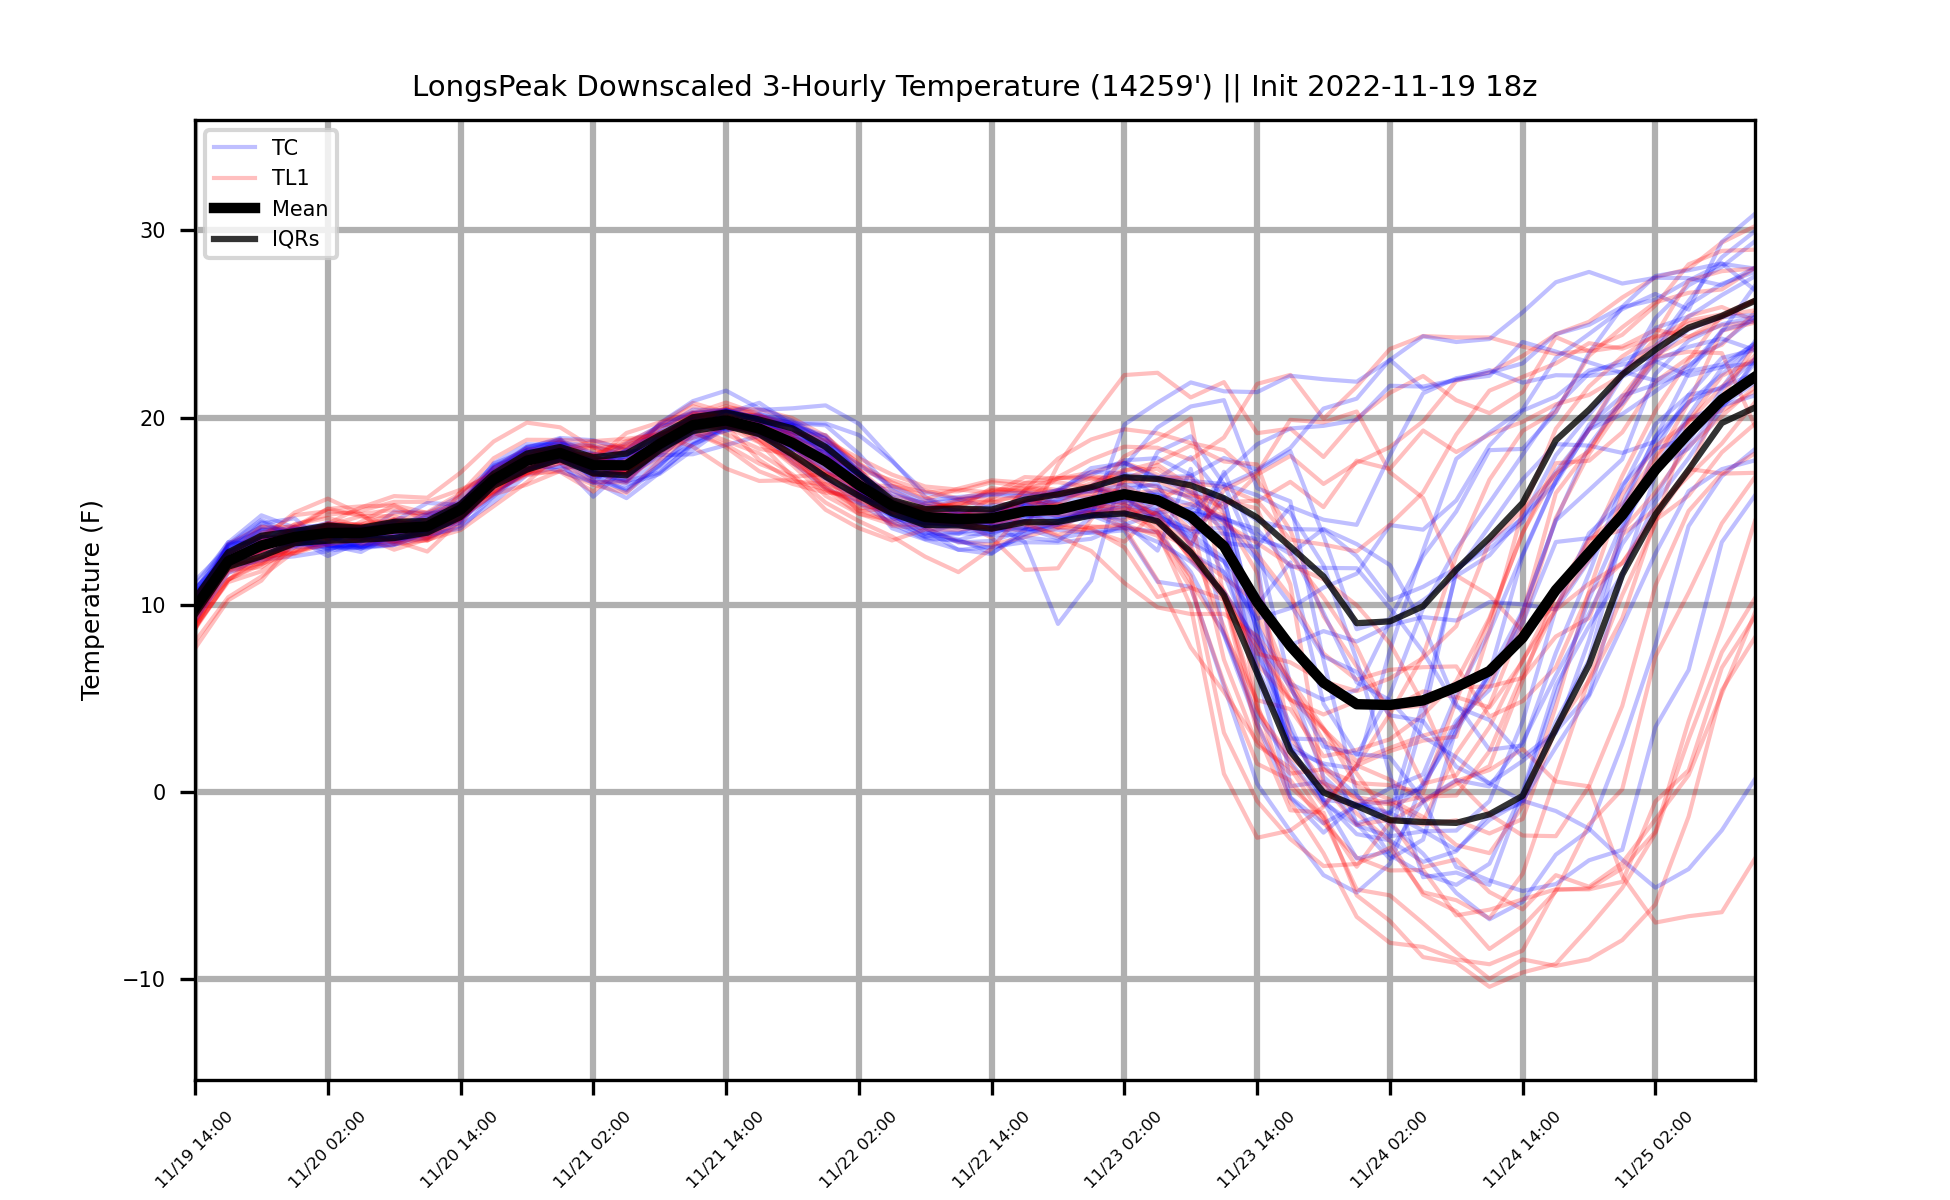 LongsPeak Downscaled 3-Hourly Temperature (14259') || Init 2022-11-19 18z
TC
TL1
Mean
IQRs
Temperature (F)
30
20
10
0
−10
11/19 14:00
11/20 02:00
11/20 14:00
11/21 02:00
11/21 14:00
11/22 02:00
11/22 14:00
11/23 02:00
11/23 14:00
11/24 02:00
11/24 14:00
11/25 02:00